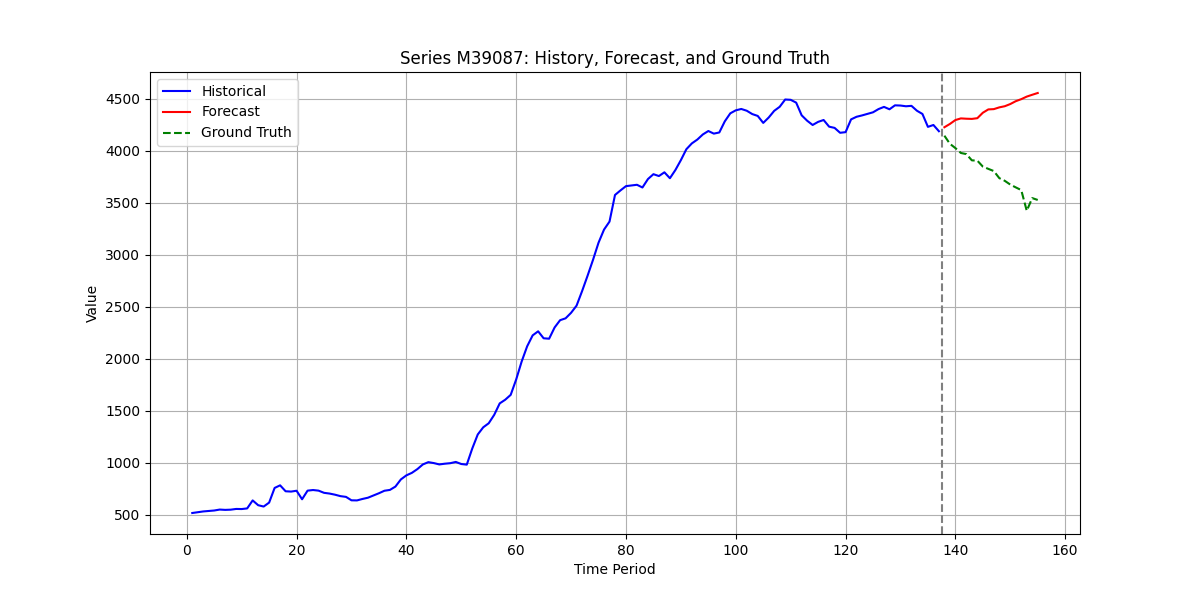 Series M39087: History, Forecast, and Ground Truth
Historical
Forecast
Ground Truth
4500
4000
3500
3000
2500
2000
1500
1000
500
Value
0 20 40 60 80 100 120 140 160
Time Period